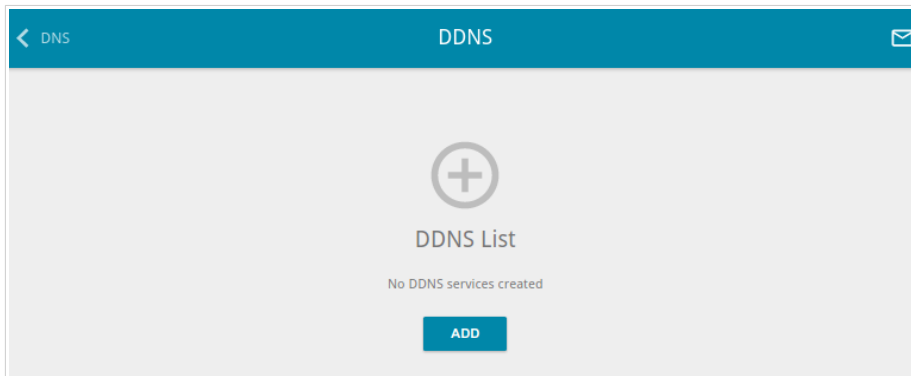 DNS
DDNS
DDNS List
No DDNS services created
ADD